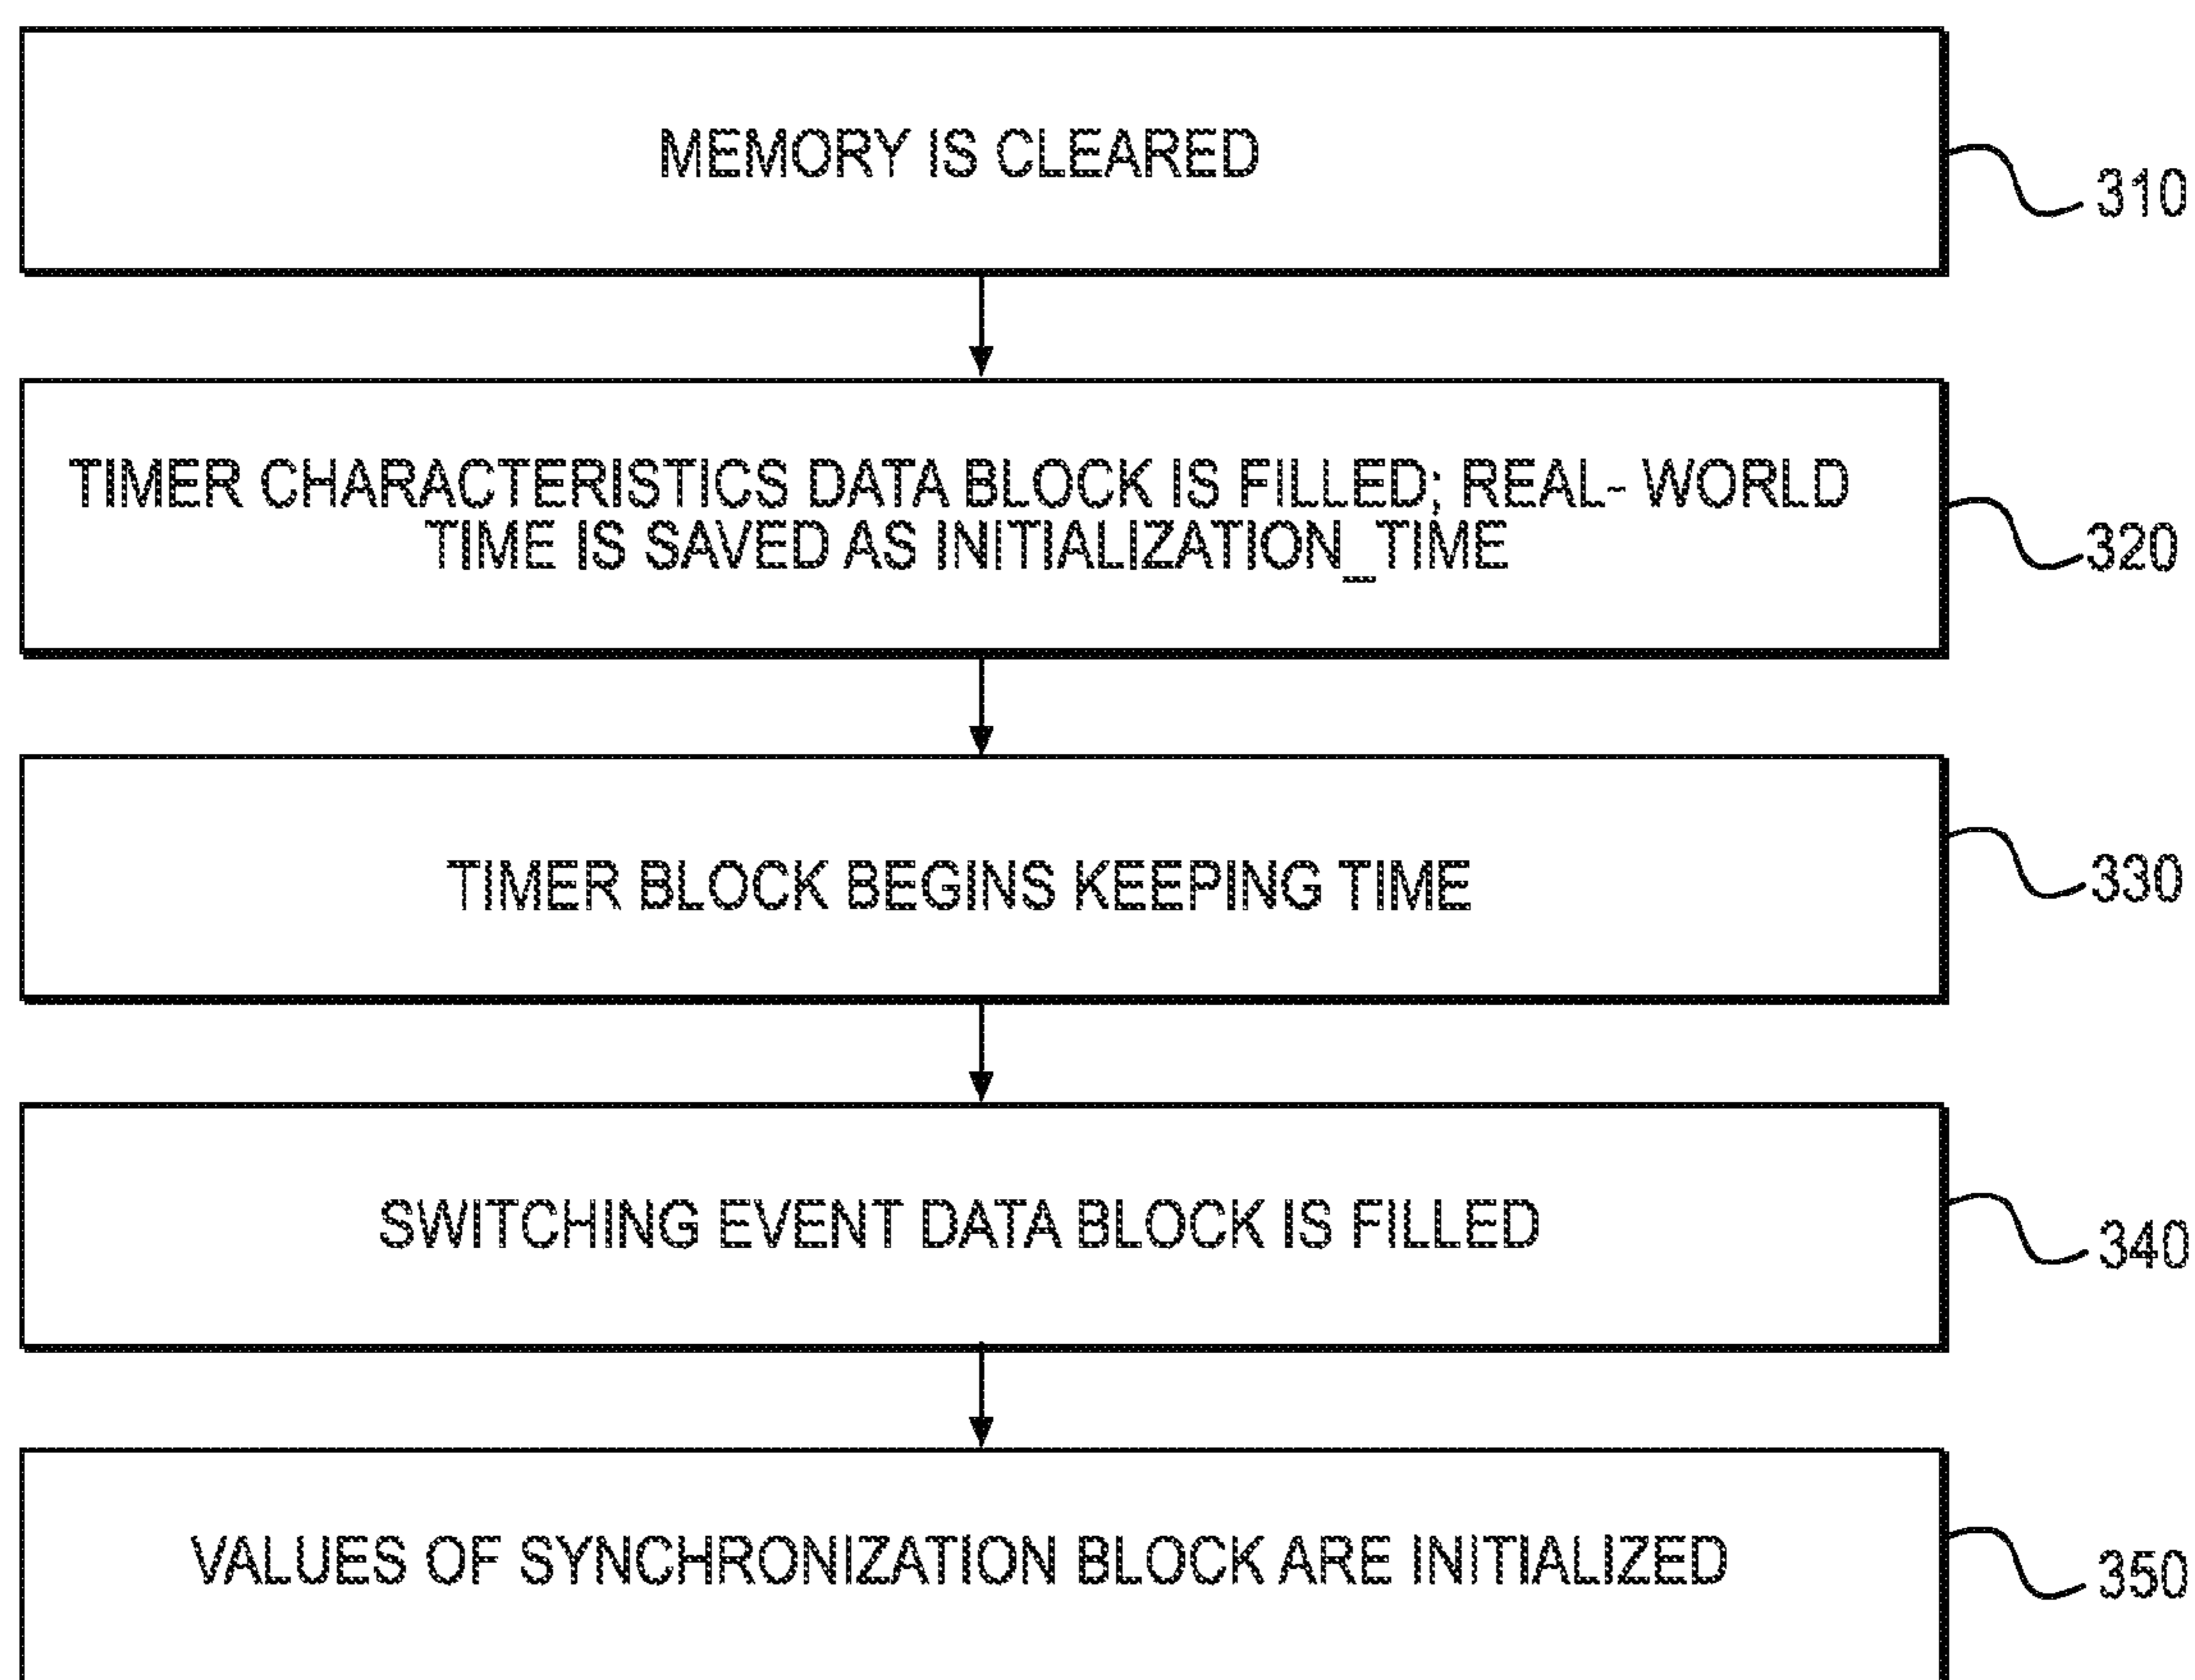 MEMORY IS CLEARED
310
TIMER CHARACTERISTICS DATA BLOCK IS FILLED; REAL- WORLD
TIME IS SAVED AS INITIALIZATION_TIME
320
TIMER BLOCK BEGINS KEEPING TIME
330
SWITCHING EVENT DATA BLOCK IS FILLED
340
VALUES OF SYNCHRONIZATION BLOCK ARE INITIALIZED
350